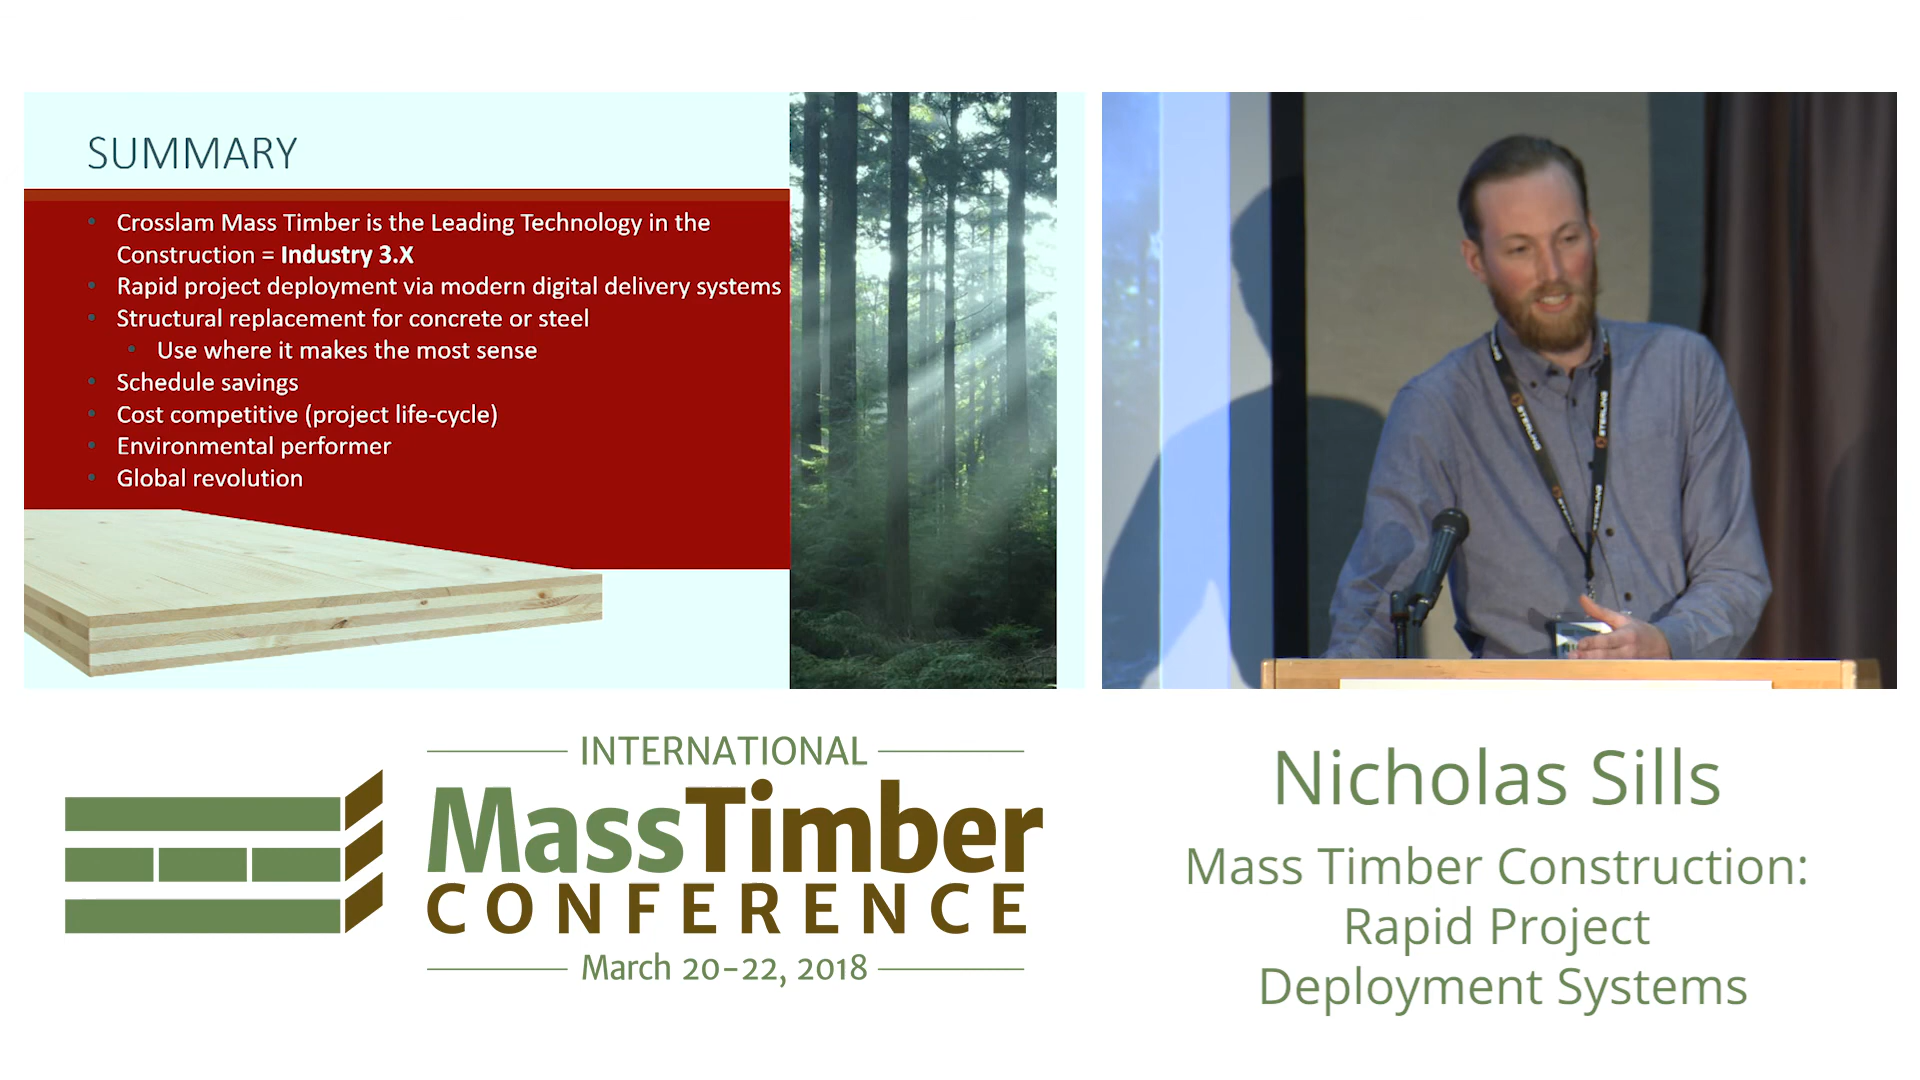 SUMMARY
• Crosslam Mass Timber is the Leading Technology in the
Construction = Industry 3.X
• Rapid project deployment via modern digital delivery systems
• Structural replacement for concrete or steel
• Use where it makes the most sense
• Schedule savings
• Cost competitive (project life-cycle)
• Environmental performer
• Global revolution
STERLING
STERLING
STERLING
INTERNATIONAL
MassTimber
CONFERENCE
March 20-22, 2018
Nicholas Sills
Mass Timber Construction:
Rapid Project
Deployment Systems